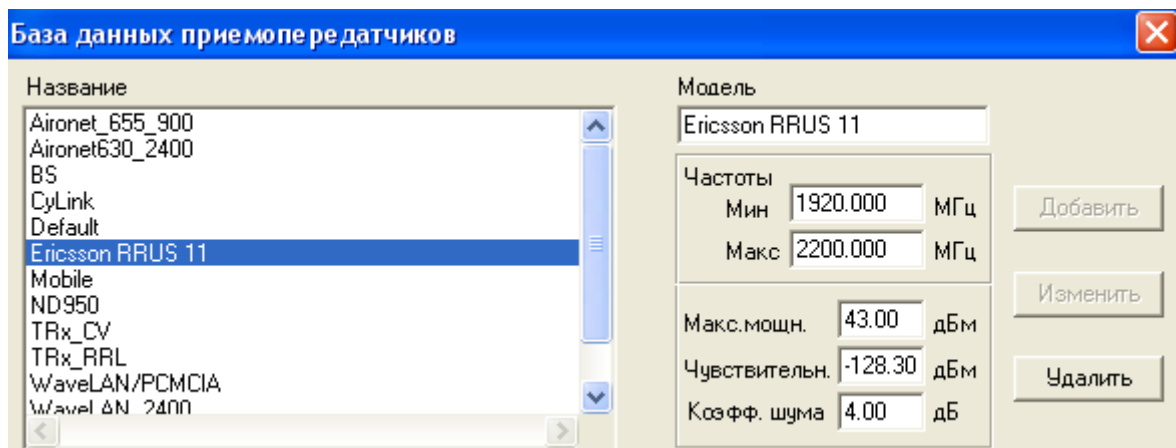 База данных приемопередатчиков
Название
Aironet_655_900
Aironet630_2400
BS
CyLink
Default
Ericsson RRUS 11
Mobile
ND950
TRx_CV
TRx_RRL
WaveLAN/PCMCIA
WaveLAN_2400
Модель
Ericsson RRUS 11
Частоты
Мин 1920.000 МГц
Макс 2200.000 МГц
Макс.мощн. 43.00 дБм
Чувствительн. -128.30 дБм
Коэфф. шума 4.00 дБ
Добавить
Изменить
Удалить